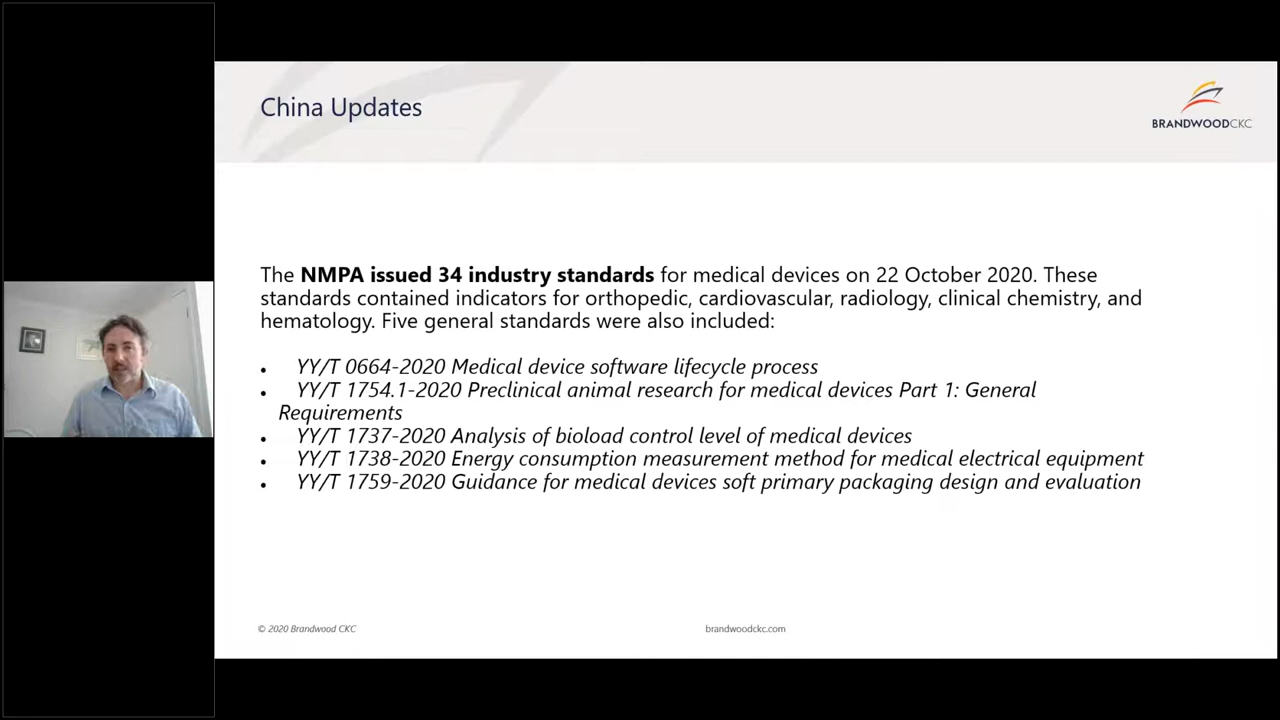 China Updates
BRANDWOODCKC
The NMPA issued 34 industry standards for medical devices on 22 October 2020. These
standards contained indicators for orthopedic, cardiovascular, radiology, clinical chemistry, and
hematology. Five general standards were also included:
• YY/T 0664-2020 Medical device software lifecycle process
• YY/T 1754.1-2020 Preclinical animal research for medical devices Part 1: General
Requirements
• YY/T 1737-2020 Analysis of bioload control level of medical devices
• YY/T 1738-2020 Energy consumption measurement method for medical electrical equipment
• YY/T 1759-2020 Guidance for medical devices soft primary packaging design and evaluation
© 2020 Brandwood CKC
brandwoodckc.com